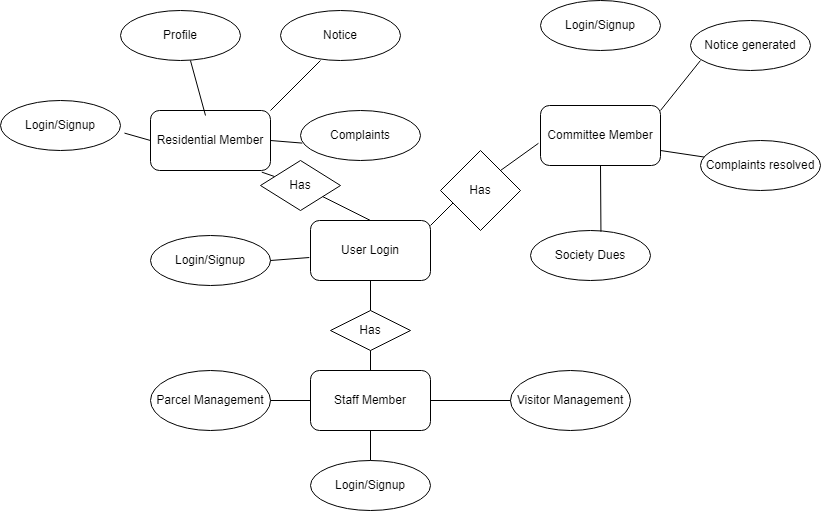 Login/Signup
Profile
Notice
Notice generated
Login/Signup
Residential Member
Complaints
Committee Member
Complaints resolved
Has
Has
User Login
Login/Signup
Society Dues
Has
Parcel Management
Staff Member
Visitor Management
Login/Signup